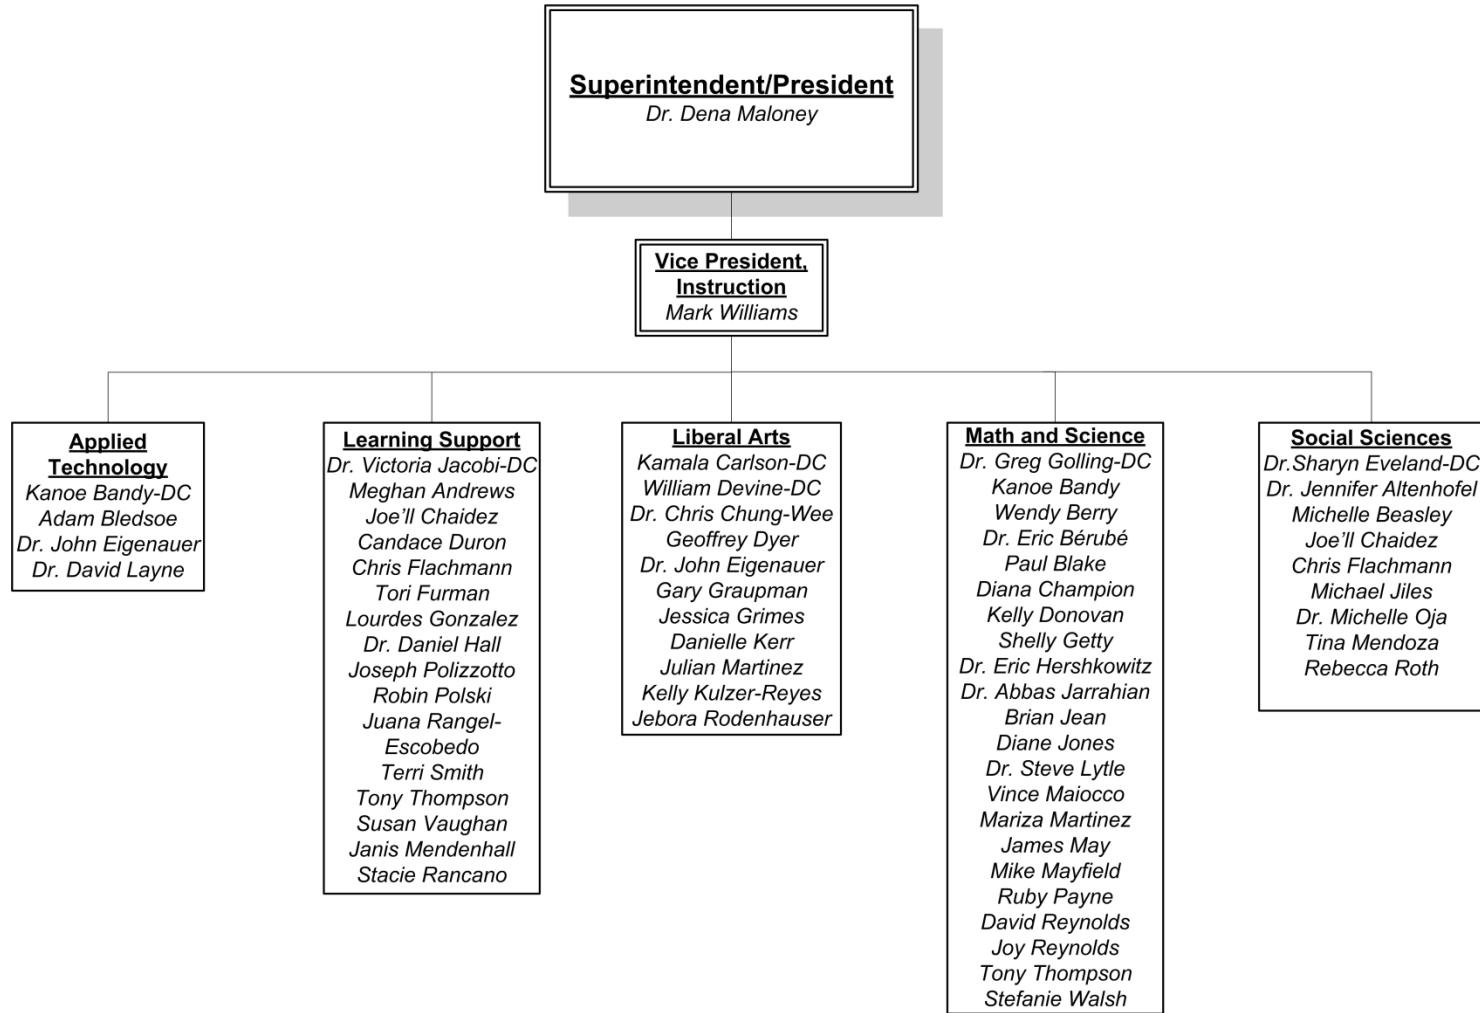 Superintendent/President
Dr. Dena Maloney
Vice President,
Instruction
Mark Williams
Applied
Technology
Kanoe Bandy-DC
Adam Bledsoe
Dr. John Eigenauer
Dr. David Layne
Learning Support
Dr. Victoria Jacobi-DC
Meghan Andrews
Joe’ll Chaidez
Candace Duron
Chris Flachmann
Tori Furman
Lourdes Gonzalez
Dr. Daniel Hall
Joseph Polizzotto
Robin Polski
Juana Rangel-
Escobedo
Terri Smith
Tony Thompson
Susan Vaughan
Janis Mendenhall
Stacie Rancano
Liberal Arts
Kamala Carlson-DC
William Devine-DC
Dr. Chris Chung-Wee
Geoffrey Dyer
Dr. John Eigenauer
Gary Graupman
Jessica Grimes
Danielle Kerr
Julian Martinez
Kelly Kulzer-Reyes
Jebora Rodenhauser
Math and Science
Dr. Greg Golling-DC
Kanoe Bandy
Wendy Berry
Dr. Eric Bérubé
Paul Blake
Diana Champion
Kelly Donovan
Shelly Getty
Dr. Eric Hershkowitz
Dr. Abbas Jarrahian
Brian Jean
Diane Jones
Dr. Steve Lytle
Vince Maiocco
Mariza Martinez
James May
Mike Mayfield
Ruby Payne
David Reynolds
Joy Reynolds
Tony Thompson
Stefanie Walsh
Social Sciences
Dr.Sharyn Eveland-DC
Dr. Jennifer Altenhofel
Michelle Beasley
Joe’ll Chaidez
Chris Flachmann
Michael Jiles
Dr. Michelle Oja
Tina Mendoza
Rebecca Roth